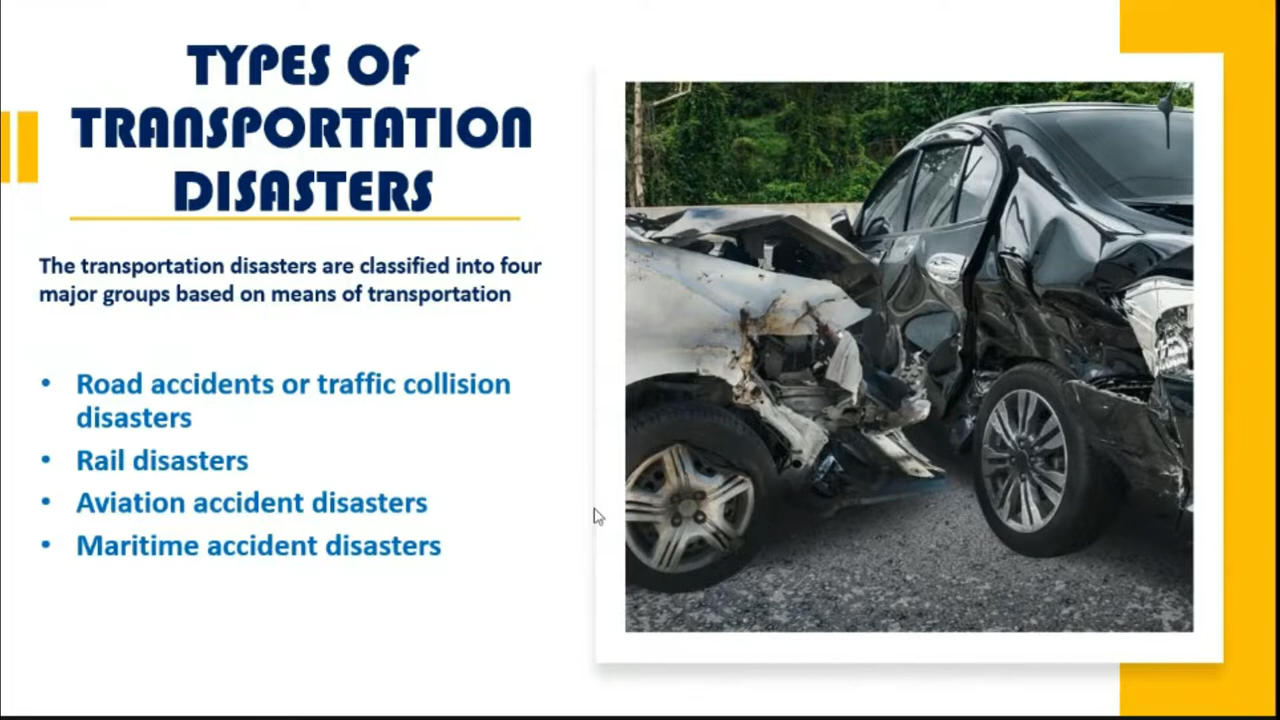 TYPES OF
TRANSPORTATION
DISASTERS
The transportation disasters are classified into four
major groups based on means of transportation
• Road accidents or traffic collision
disasters
• Rail disasters
• Aviation accident disasters
• Maritime accident disasters